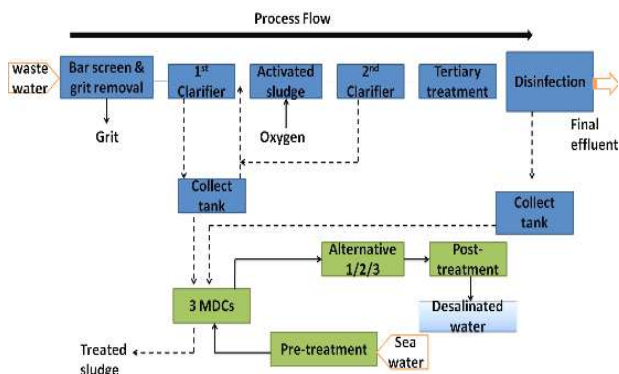 Process Flow
waste
water
Bar screen &
grit removal
1st
Clarifier
Activated
sludge
2nd
Clarifier
Tertiary
treatment
Disinfection
Grit
Oxygen
Final
effluent
Collect
tank
Collect
tank
Alternative
1/2/3
Post-
treatment
3 MDCs
Desalinated
water
Treated
sludge
Pre-treatment
Sea
water